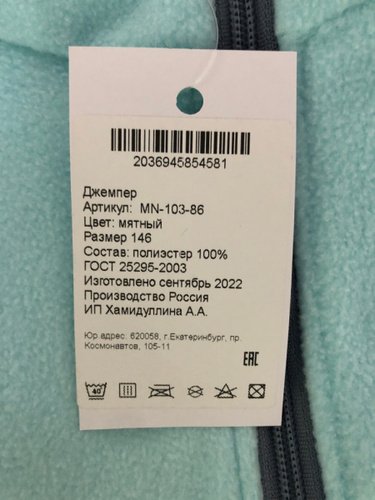 2036945854581
Джемпер
Артикул: MN-103-86
Цвет: мятный
Размер 146
Состав: полиэстер 100%
ГОСТ 25295-2003
Изготовлено сентябрь 2022
Производство Россия
ИП Хамидуллина А.А.
Юр.адрес: 620058, г.Екатеринбург, пр.
Космонавтов, 105-11
ЕАС
40